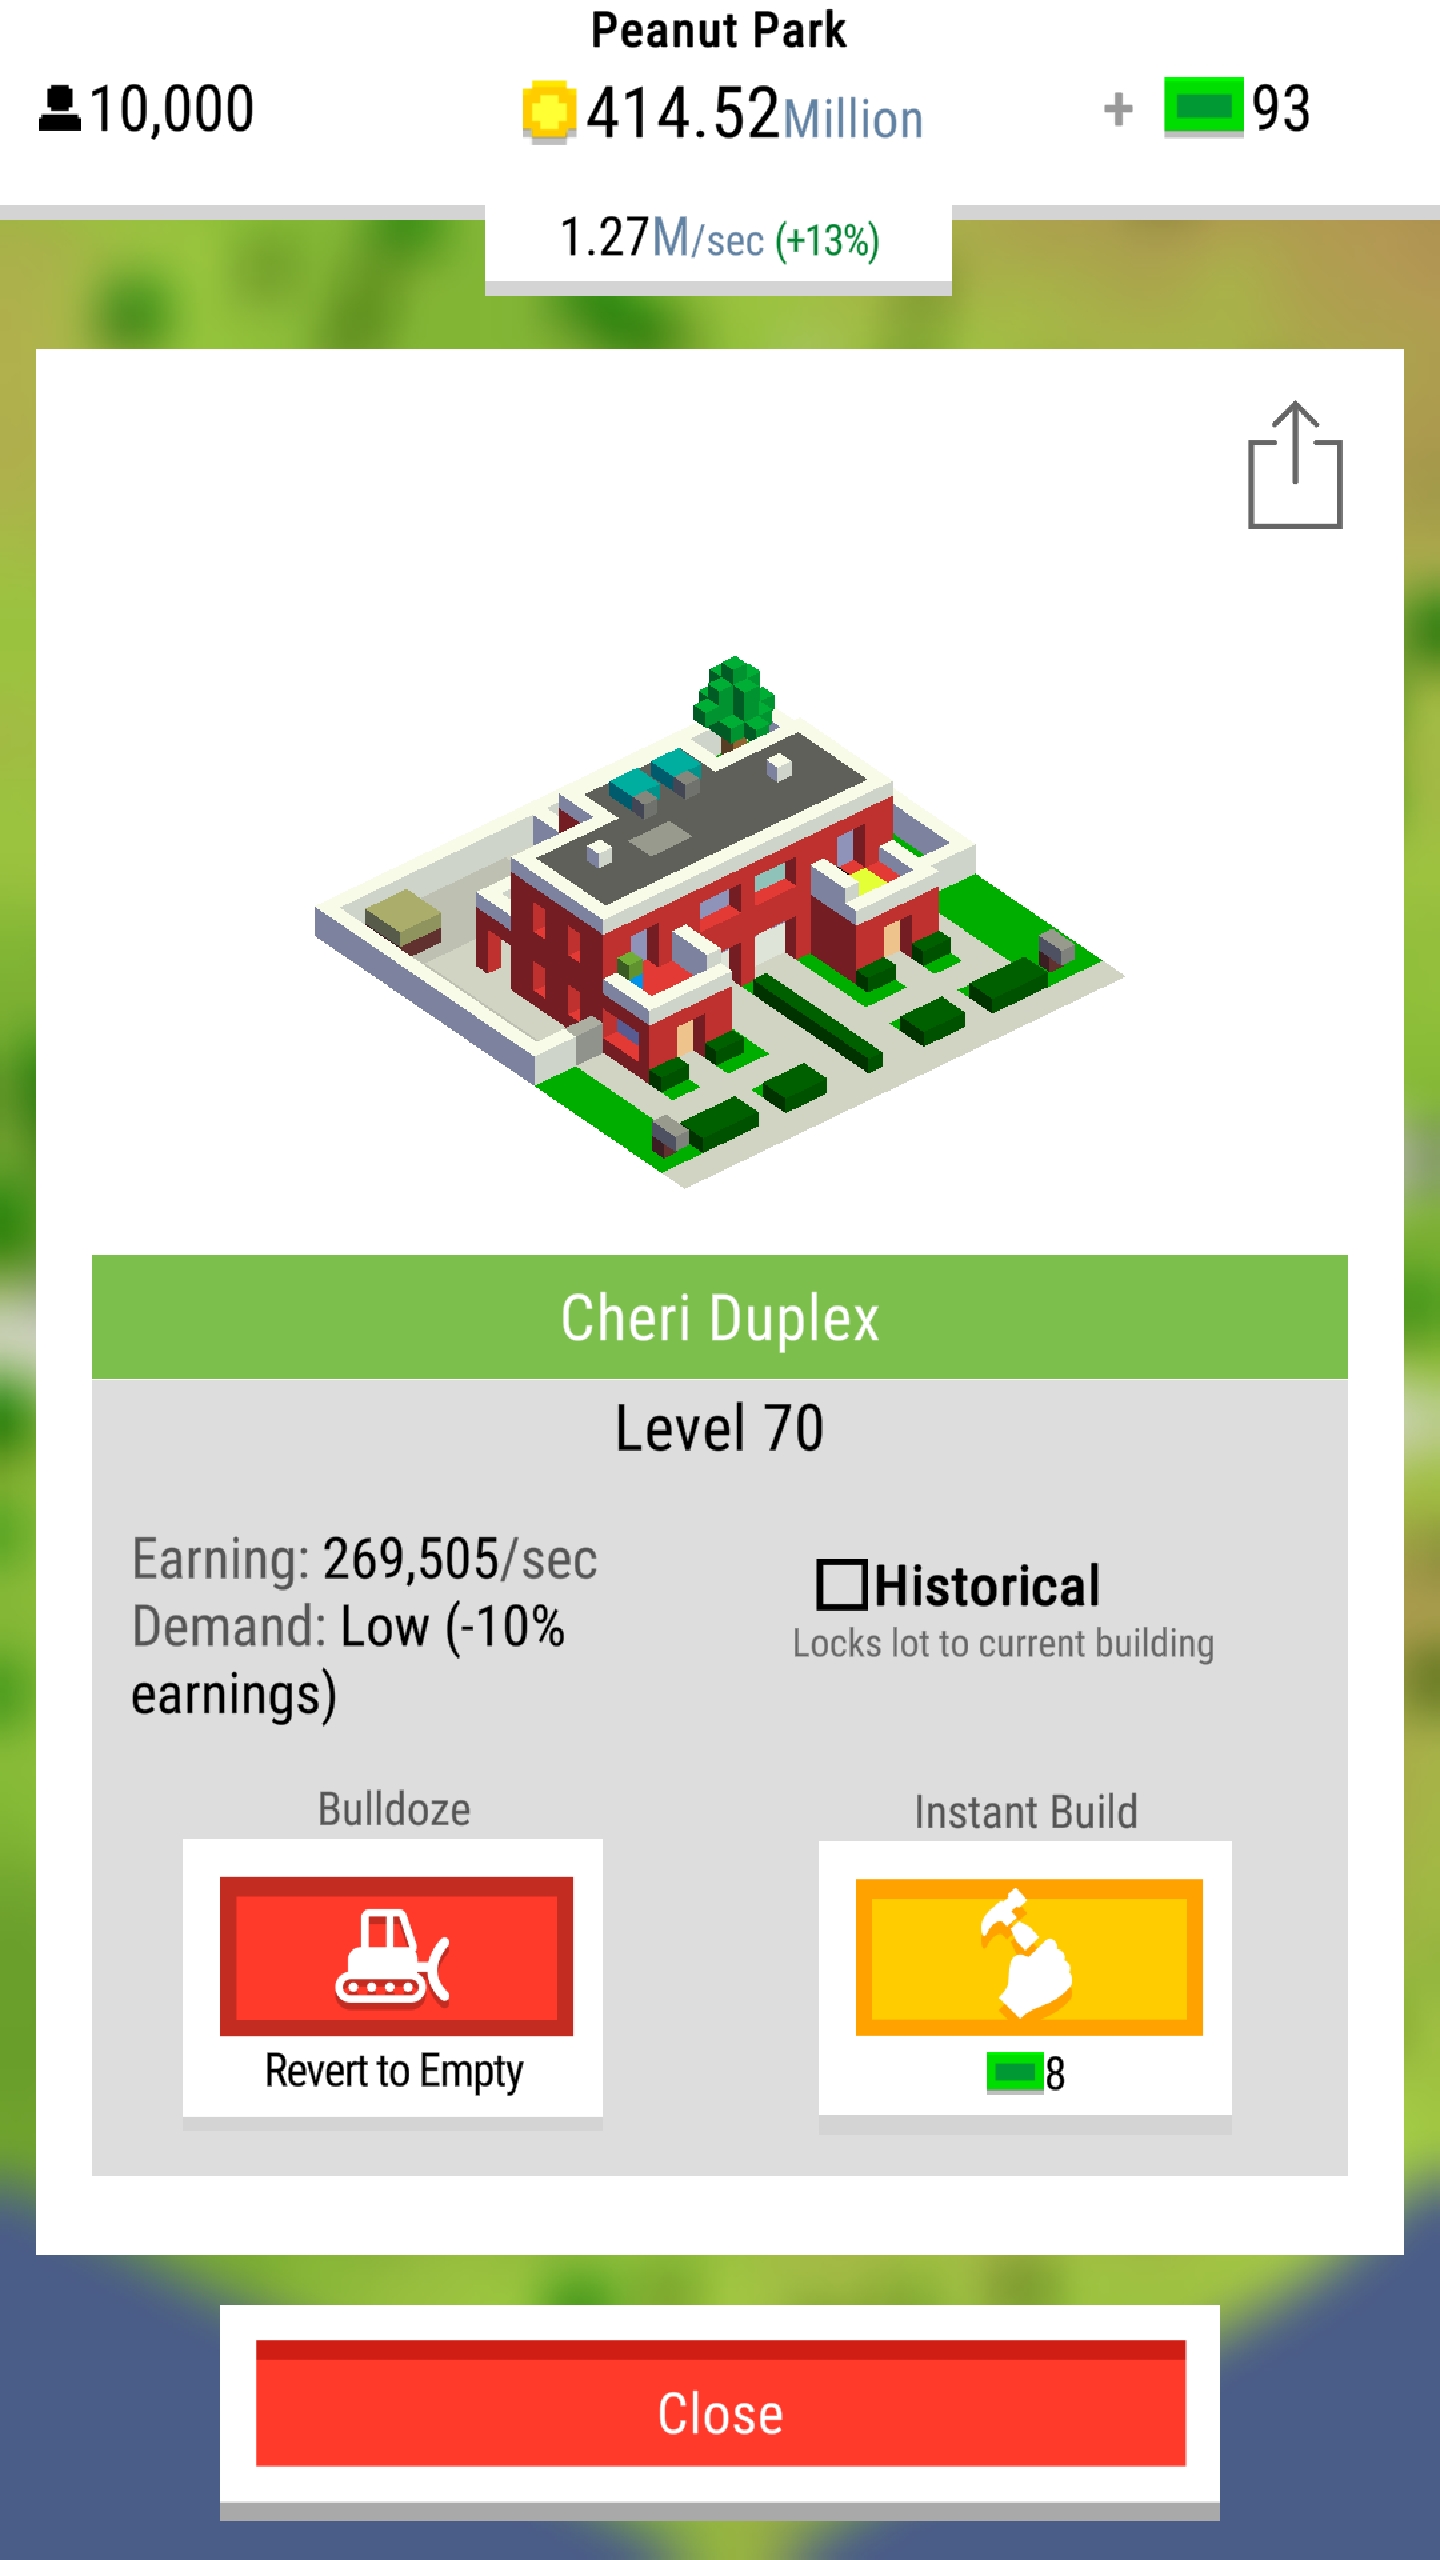 Peanut Park
10,000
414.52Million
+ 93
1.27M/sec (+13%)
Cheri Duplex
Level 70
Earning: 269,505/sec
Demand: Low (-10%
earnings)
Historical
Locks lot to current building
Bulldoze
Revert to Empty
Instant Build
8
Close